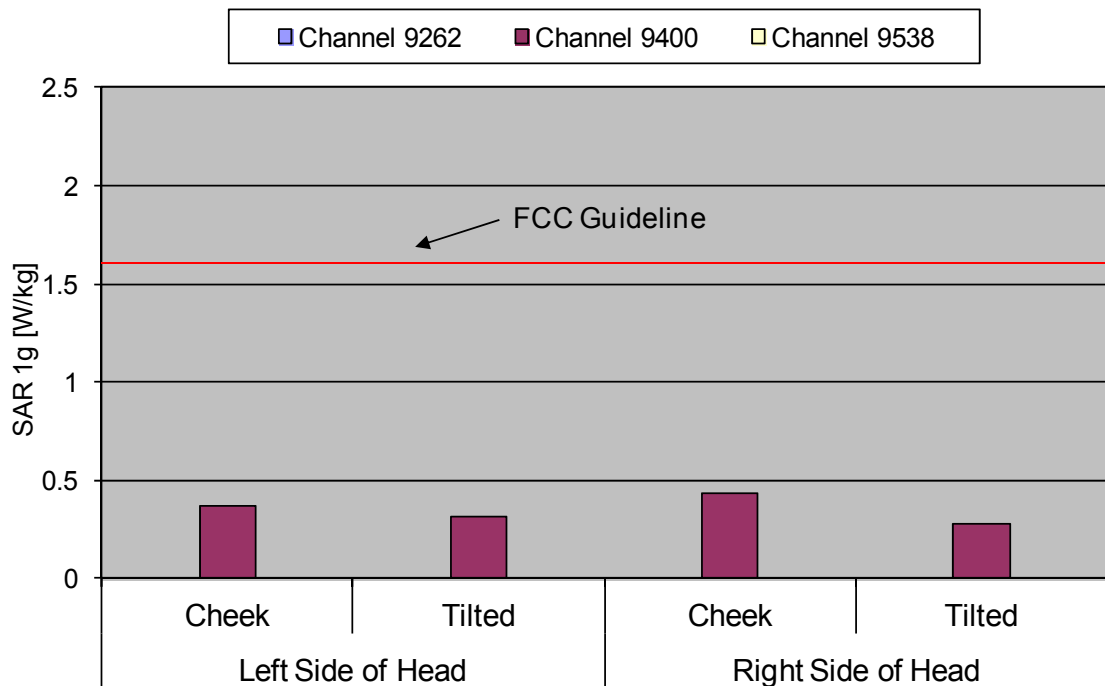 Channel 9262 Channel 9400 Channel 9538
2.5
2
FCC Guideline
1.5
SAR 1g [W/kg]
1
0.5
0
Cheek Tilted Cheek Tilted
Left Side of Head Right Side of Head